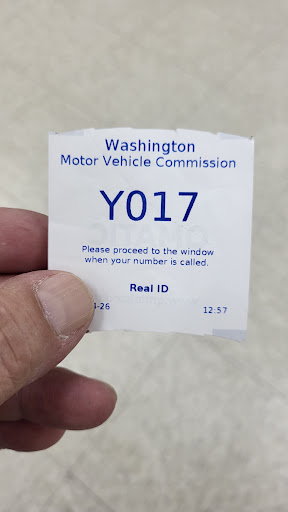 Washington
Motor Vehicle Commission
Y017
Please proceed to the window
when your number is called.
Real ID
-26 12:57